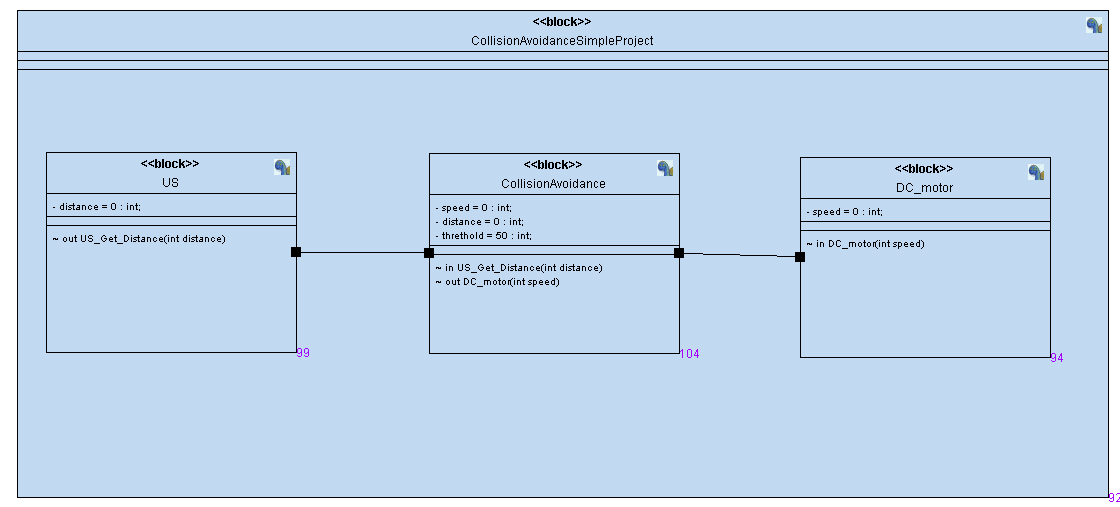 <<block>>
CollisionAvoidanceSimpleProject
<<block>>
US
- distance = 0 : int;
~ out US_Get_Distance(int distance)
99
<<block>>
CollisionAvoidance
- speed = 0 : int;
- distance = 0 : int;
- threthold = 50 : int;
~ in US_Get_Distance(int distance)
~ out DC_motor(int speed)
104
<<block>>
DC_motor
- speed = 0 : int;
~ in DC_motor(int speed)
94
92